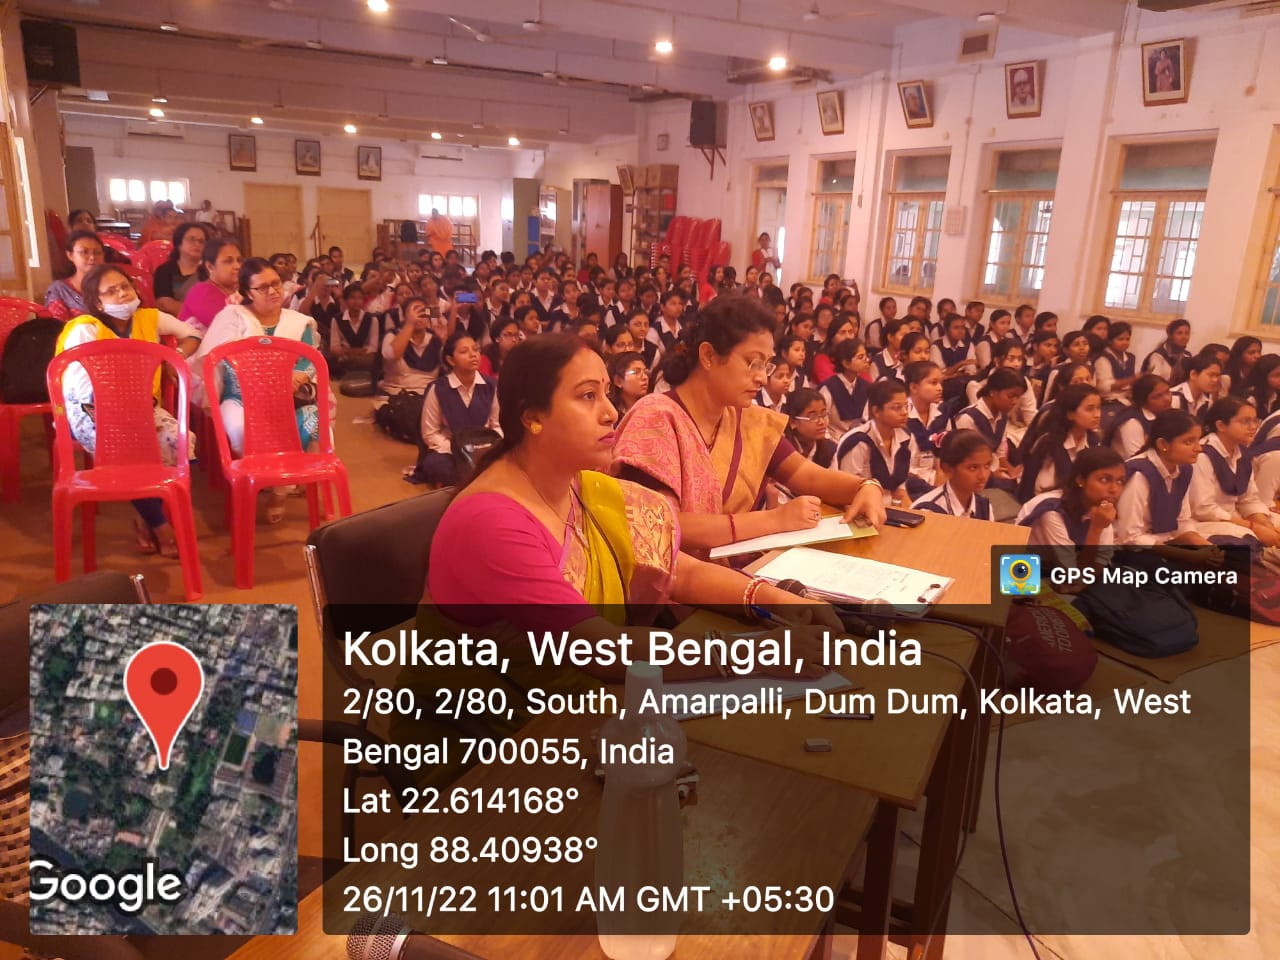 GPS Map Camera
Kolkata, West Bengal, India
2/80, 2/80, South, Amarpalli, Dum Dum, Kolkata, West
Bengal 700055, India
Lat 22.614168°
Long 88.40938°
26/11/22 11:01 AM GMT +05:30
Google